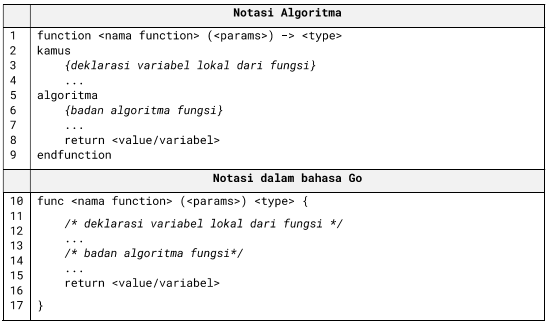 Notasi Algoritma
1 function <nama function> (<params>) -> <type>
2 kamus
3 {deklarasi variabel lokal dari fungsi}
4 ...
5 algoritma
6 {badan algoritma fungsi}
7 ...
8 return <value/variabel>
9 endfunction
Notasi dalam bahasa Go
10 func <nama function> (<params>) <type> {
11
12 /* deklarasi variabel lokal dari fungsi */
13 ...
14 /* badan algoritma fungsi*/
15 ...
16 return <value/variabel>
17 }